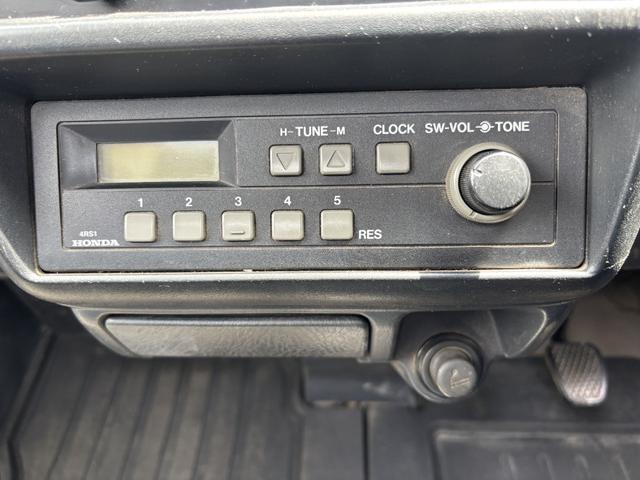 H-TUNE-M CLOCK SW-VOL TONE
1 2 3 4 5
RES
4RS1
HONDA